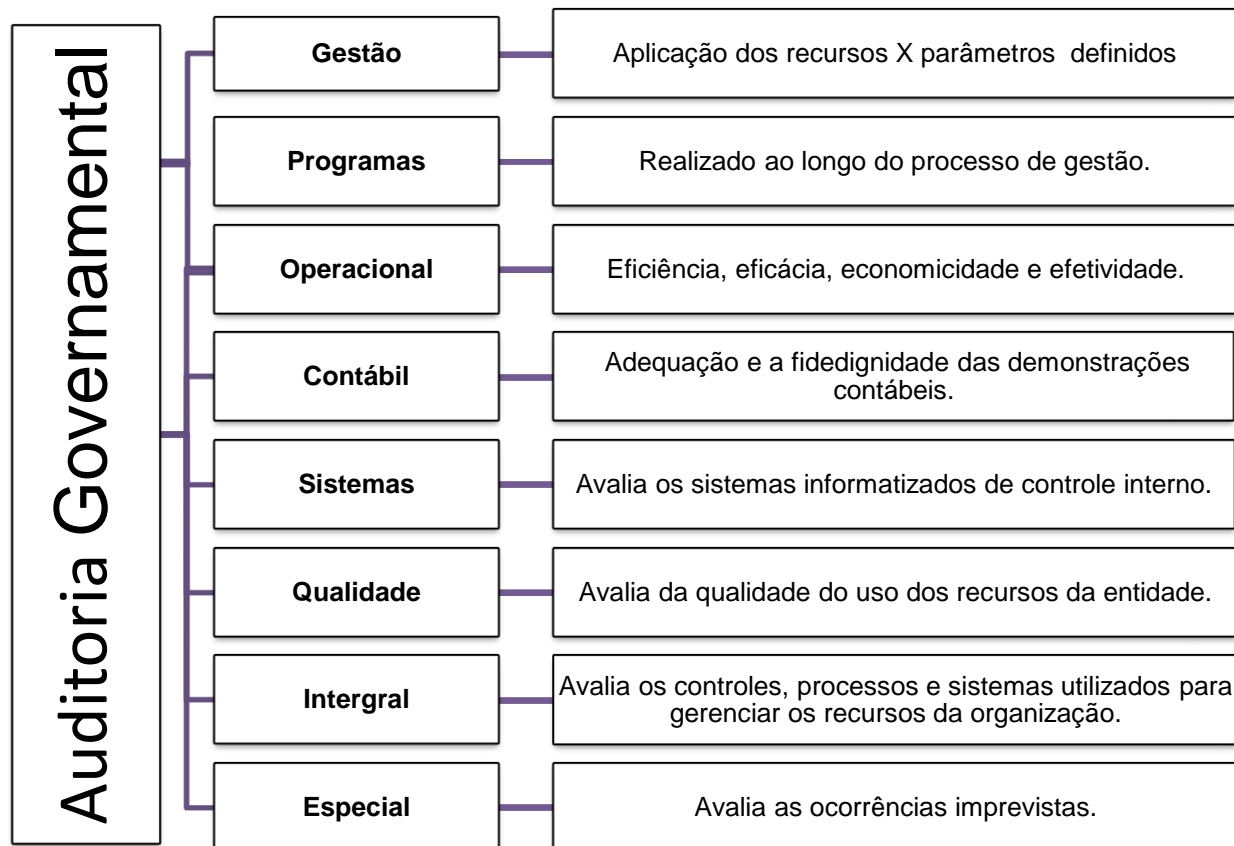 Auditoria Governamental
Gestão
Aplicação dos recursos X parâmetros definidos
Programas
Realizado ao longo do processo de gestão.
Operacional
Eficiência, eficácia, economicidade e efetividade.
Contábil
Adequação e a fidedignidade das demonstrações
contábeis.
Sistemas
Avalia os sistemas informatizados de controle interno.
Qualidade
Avalia da qualidade do uso dos recursos da entidade.
Intergral
Avalia os controles, processos e sistemas utilizados para
gerenciar os recursos da organização.
Especial
Avalia as ocorrências imprevistas.